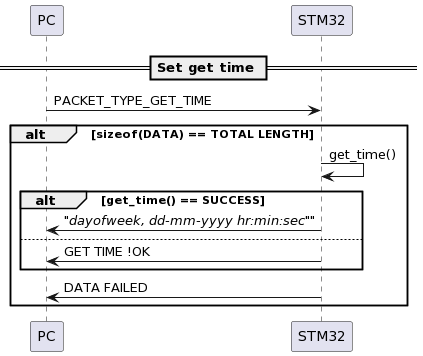 PC
STM32
Set get time
PACKET_TYPE_GET_TIME
alt
[sizeof(DATA) == TOTAL LENGTH]
get_time()
alt
[get_time() == SUCCESS]
"dayofweek, dd-mm-yyyy hr:min:sec""
GET TIME !OK
DATA FAILED
PC
STM32